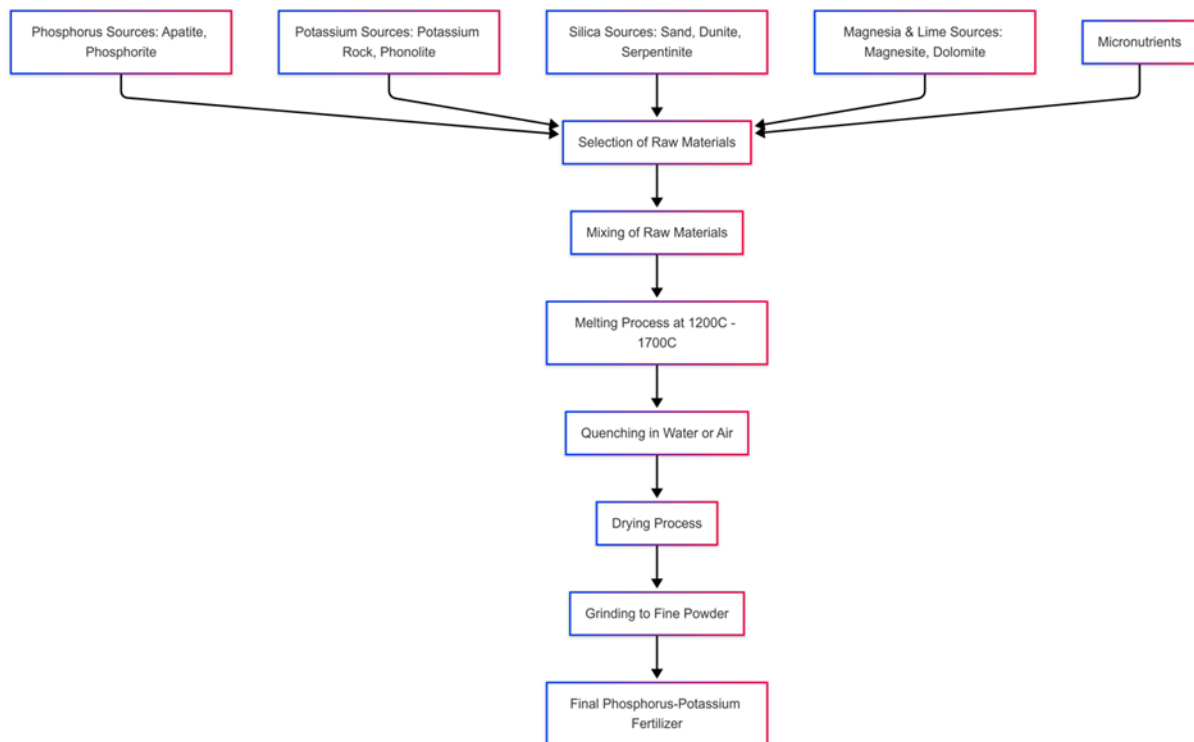 Phosphorus Sources: Apatite,
Phosphorite
Potassium Sources: Potassium
Rock, Phonolite
Silica Sources: Sand, Dunite,
Serpentinite
Magnesia & Lime Sources:
Magnesite, Dolomite
Micronutrients
Selection of Raw Materials
Mixing of Raw Materials
Melting Process at 1200C -
1700C
Quenching in Water or Air
Drying Process
Grinding to Fine Powder
Final Phosphorus-Potassium
Fertilizer